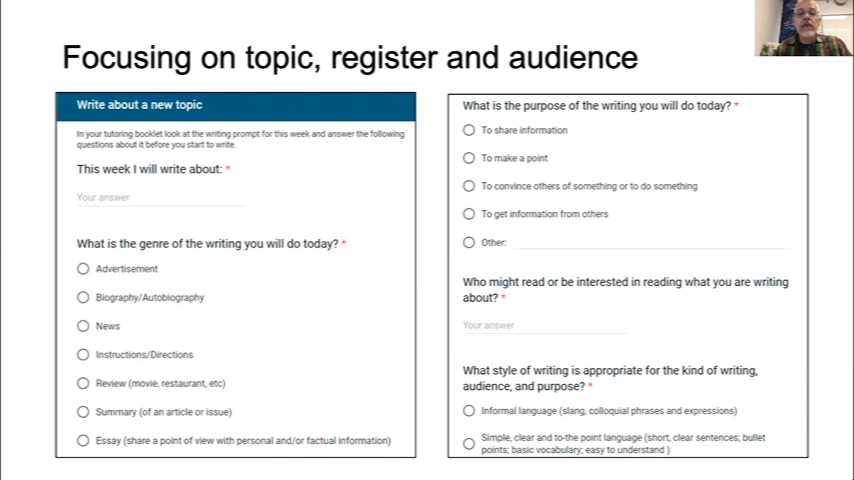 Focusing on topic, register and audience
Write about a new topic
In your tutoring booklet look at the writing prompt for this week and answer the following
questions about it before you start to write.
This week I will write about: *
Your answer
What is the genre of the writing you will do today? *
Advertisement
Biography/Autobiography
News
Instructions/Directions
Review (movie, restaurant, etc)
Summary (of an article or issue)
Essay (share a point of view with personal and/or factual information)
What is the purpose of the writing you will do today? *
To share information
To make a point
To convince others of something or to do something
To get information from others
Other:
Who might read or be interested in reading what you are writing
about? *
Your answer
What style of writing is appropriate for the kind of writing,
audience, and purpose? *
Informal language (slang, colloquial phrases and expressions)
Simple, clear and to-the point language (short, clear sentences; bullet
points; basic vocabulary; easy to understand )